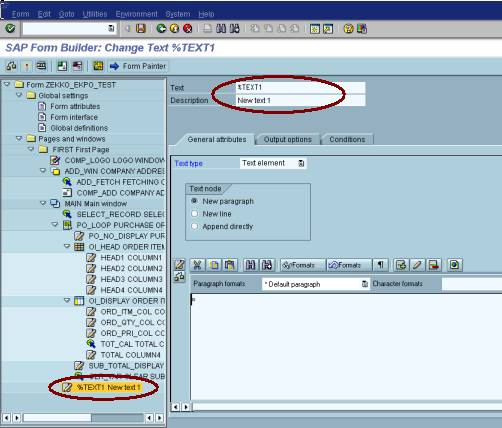 Form Edit Goto Utilities Environment System Help
SAP Form Builder: Change Text %TEXT1
Form Painter
Form ZEKKO_EKPO_TEST
Global settings
Form attributes
Form interface
Global definitions
Pages and windows
FIRST First Page
COMP_LOGO LOGO WINDOW
ADD_WIN COMPANY ADDRES
ADD_FETCH FETCHING C
COMP_ADD COMPANY AD
MAIN Main window
SELECT_RECORD SELEC
PO_LOOP PURCHASE OF
PO_NO_DISPLAY PUR
OI_HEAD ORDER ITEM
HEAD1 COLUMN1
HEAD2 COLUMN2
HEAD3 COLUMN3
HEAD4 COLUMN4
OI_DISPLAY ORDER IT
ORD_ITM_COL CO
ORD_QTY_COL CC
ORD_PRI_COL CC
TOT_CAL TOTAL C
TOTAL COLUMN4
SUB_TOTAL_DISPLAY
CLEAR SUB
%TEXT1 New text 1
Text %TEXT1
Description New text 1
General attributes Output options Conditions
Text type Text element
Text node
New paragraph
New line
Append directly
Formats Formats
Paragraph formats * Default paragraph Character formats